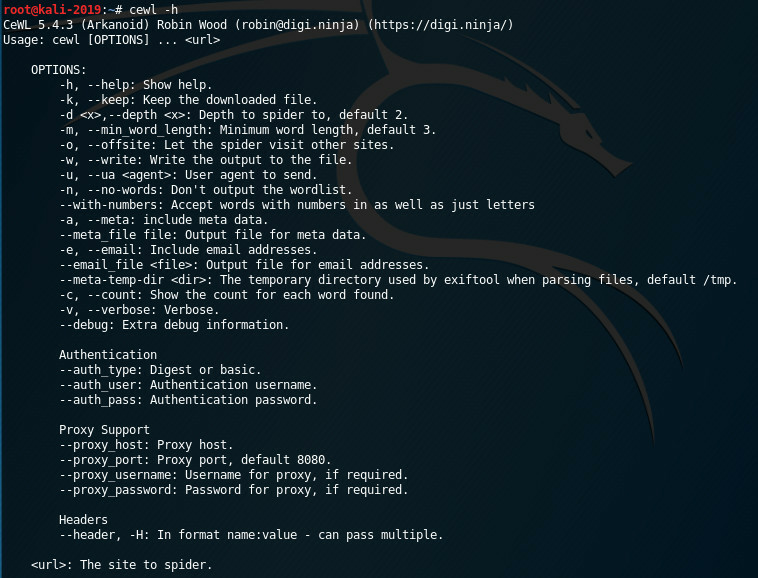 root@kali-2019:~# cewl -h
CeWL 5.4.3 (Arkanoid) Robin Wood (robin@digi.ninja) (https://digi.ninja/)
Usage: cewl [OPTIONS] ... <url>

    OPTIONS:
        -h, --help: Show help.
        -k, --keep: Keep the downloaded file.
        -d <x>,--depth <x>: Depth to spider to, default 2.
        -m, --min_word_length: Minimum word length, default 3.
        -o, --offsite: Let the spider visit other sites.
        -w, --write: Write the output to the file.
        -u, --ua <agent>: User agent to send.
        -n, --no-words: Don't output the wordlist.
        --with-numbers: Accept words with numbers in as well as just letters
        -a, --meta: include meta data.
        --meta_file file: Output file for meta data.
        -e, --email: Include email addresses.
        --email_file <file>: Output file for email addresses.
        --meta-temp-dir <dir>: The temporary directory used by exiftool when parsing files, default /tmp.
        -c, --count: Show the count for each word found.
        -v, --verbose: Verbose.
        --debug: Extra debug information.

        Authentication
        --auth_type: Digest or basic.
        --auth_user: Authentication username.
        --auth_pass: Authentication password.

        Proxy Support
        --proxy_host: Proxy host.
        --proxy_port: Proxy port, default 8080.
        --proxy_username: Username for proxy, if required.
        --proxy_password: Password for proxy, if required.

        Headers
        --header, -H: In format name:value - can pass multiple.

    <url>: The site to spider.